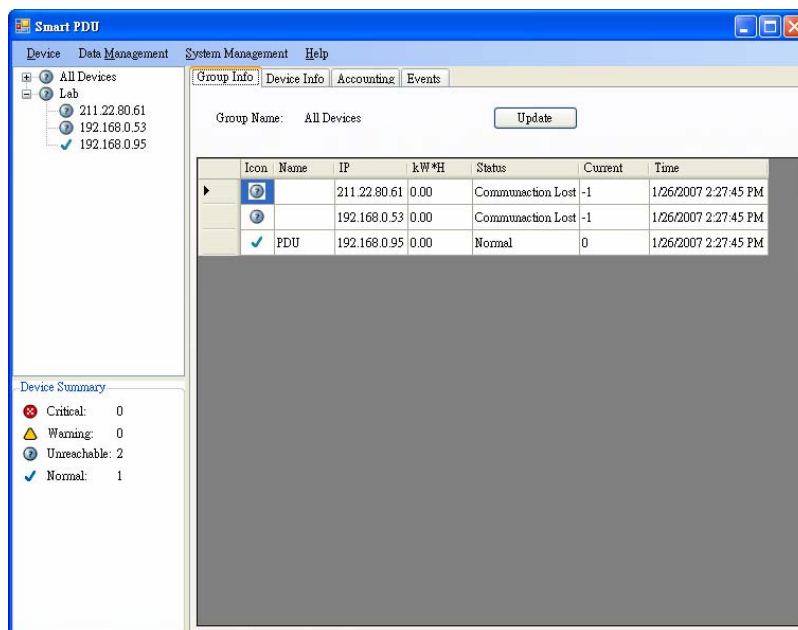 Smart PDU
Device Data Management System Management Help
All Devices
Lab
211.22.80.61
192.168.0.53
192.168.0.95
Group Info Device Info Accounting Events
Group Name: All Devices Update
Icon Name IP kW*H Status Current Time
211.22.80.61 0.00 Communaction Lost -1 1/26/2007 2:27:45 PM
192.168.0.53 0.00 Communaction Lost -1 1/26/2007 2:27:45 PM
PDU 192.168.0.95 0.00 Normal 0 1/26/2007 2:27:45 PM
Device Summary
Critical: 0
Warning: 0
Unreachable: 2
Normal: 1